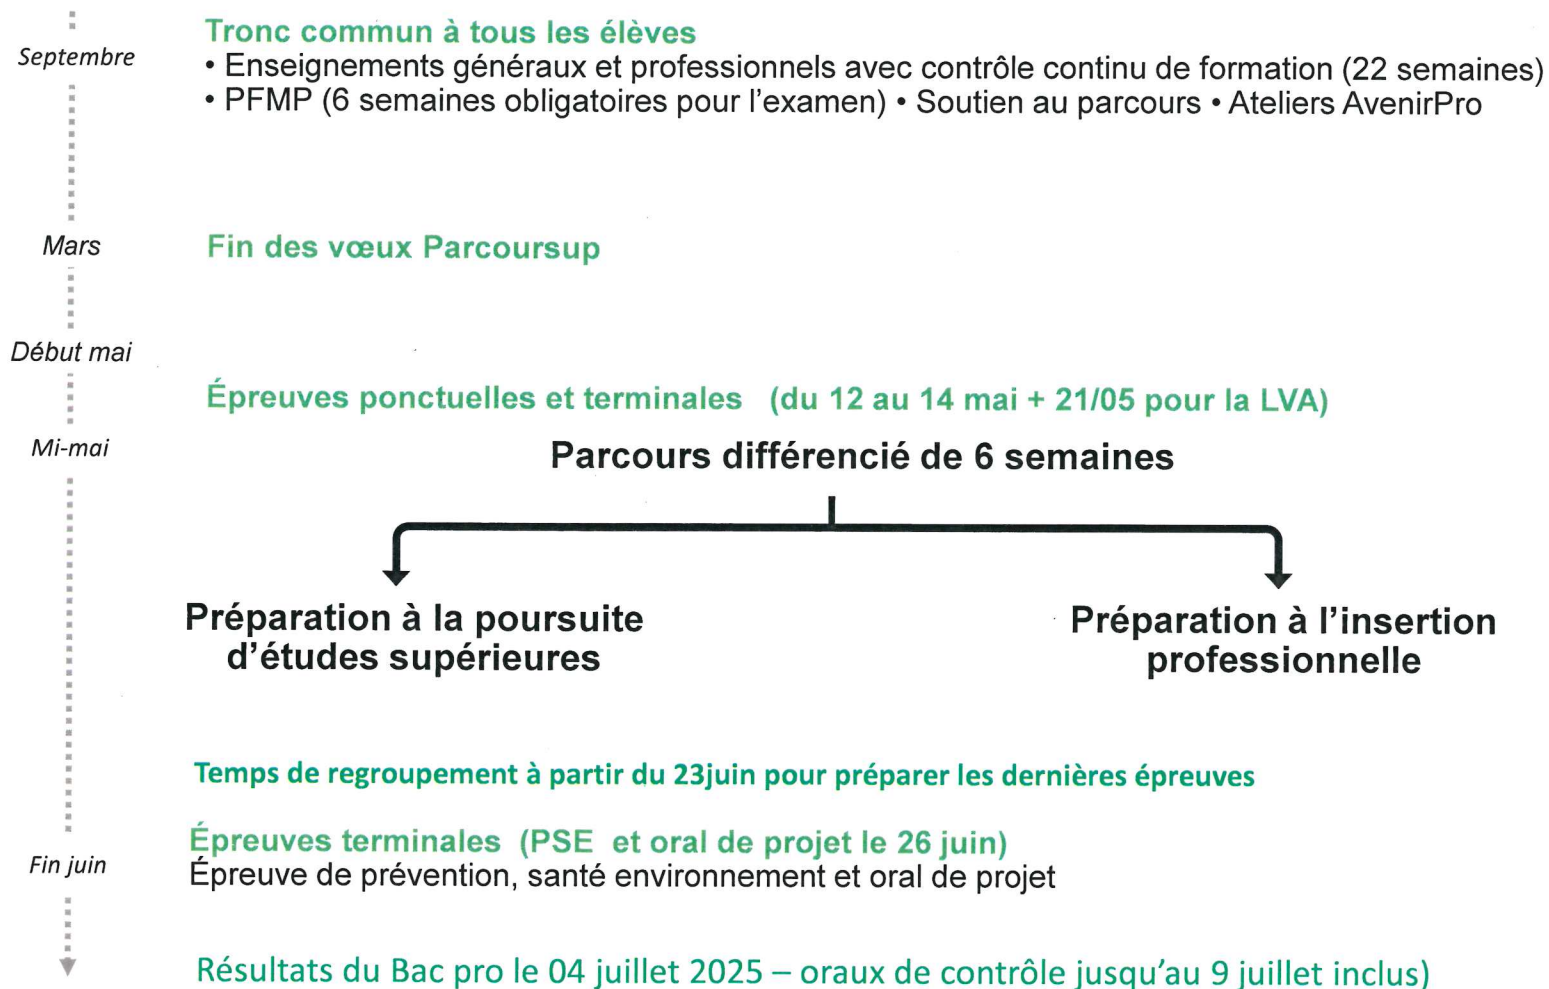 Septembre
Tronc commun à tous les élèves
• Enseignements généraux et professionnels avec contrôle continu de formation (22 semaines)
• PFMP (6 semaines obligatoires pour l’examen) • Soutien au parcours • Ateliers AvenirPro
Mars
Fin des vœux Parcoursup
Début mai
Épreuves ponctuelles et terminales (du 12 au 14 mai + 21/05 pour la LVA)
Mi-mai
Parcours différencié de 6 semaines
Préparation à la poursuite
d’études supérieures
Préparation à l’insertion
professionnelle
Temps de regroupement à partir du 23juin pour préparer les dernières épreuves
Épreuves terminales (PSE et oral de projet le 26 juin)
Fin juin
Épreuve de prévention, santé environnement et oral de projet
Résultats du Bac pro le 04 juillet 2025 – oraux de contrôle jusqu’au 9 juillet inclus)